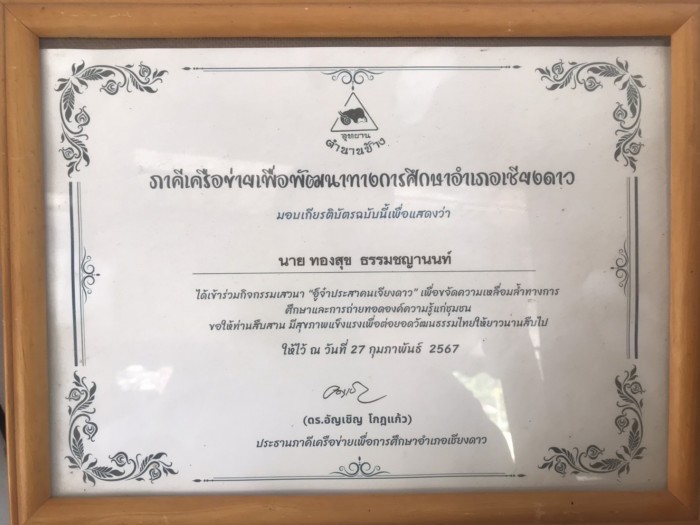 อุทยาน
ตำนานช้าง
ภาคีเครือข่ายเพื่อพัฒนาทางการศึกษาอำเภอเชียงดาว
มอบเกียรติบัตรฉบับนี้เพื่อแสดงว่า
นาย ทองสุข ธรรมชญานนท์
ได้เข้าร่วมกิจกรรมเสวนา "อู้จ๋าประสาคนเจียงดาว" เพื่อขจัดความเหลื่อมล้ำทางการ
ศึกษาและการถ่ายทอดองค์ความรู้แก่ชุมชน
ขอให้ท่านสืบสาน มีสุขภาพแข็งแรงเพื่อต่อยอดวัฒนธรรมไทยให้ยาวนานสืบไป
ให้ไว้ ณ วันที่ 27 กุมภาพันธ์ 2567
(ดร.อัญเชิญ โกฎแก้ว)
ประธานภาคีเครือข่ายเพื่อการศึกษาอำเภอเชียงดาว